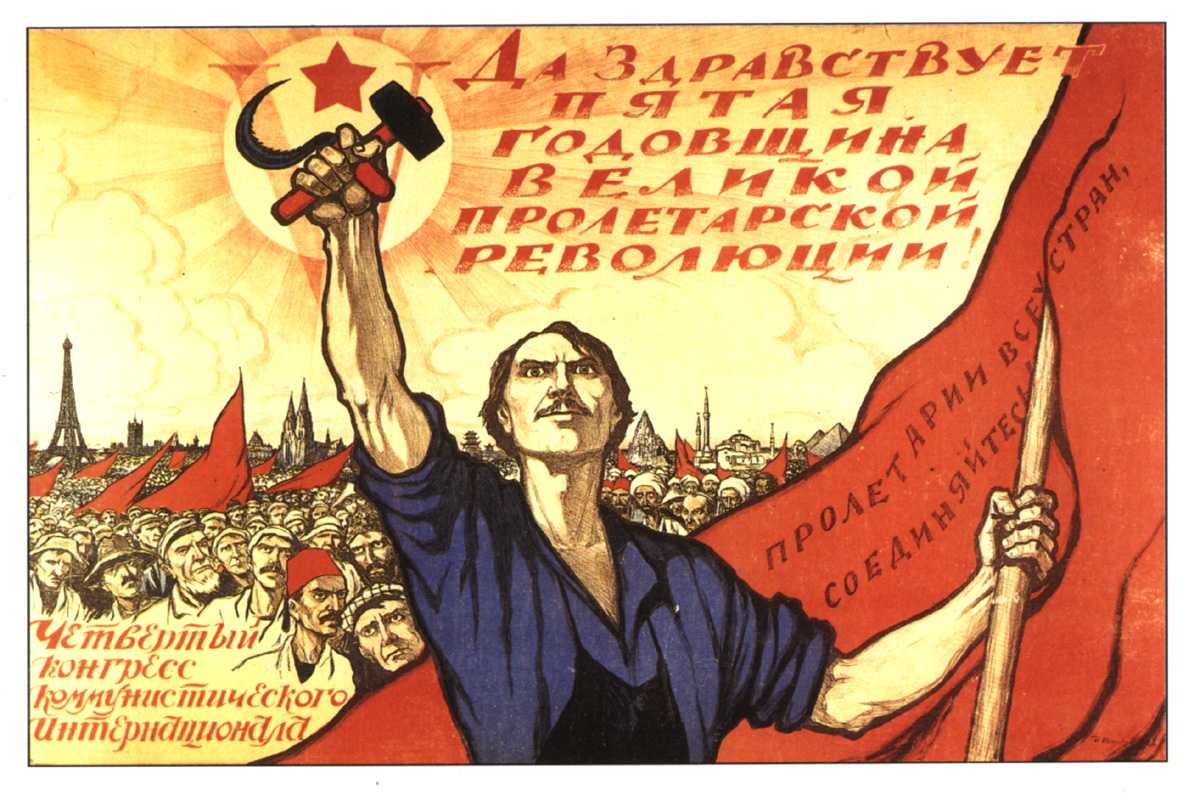 Да Здравствует
пятая
годовщина
великой
пролетарской
революции!
Пролетарии всех стран,
соединяйтесь
Четвертый
конгресс
Коммунистического
Интернационала